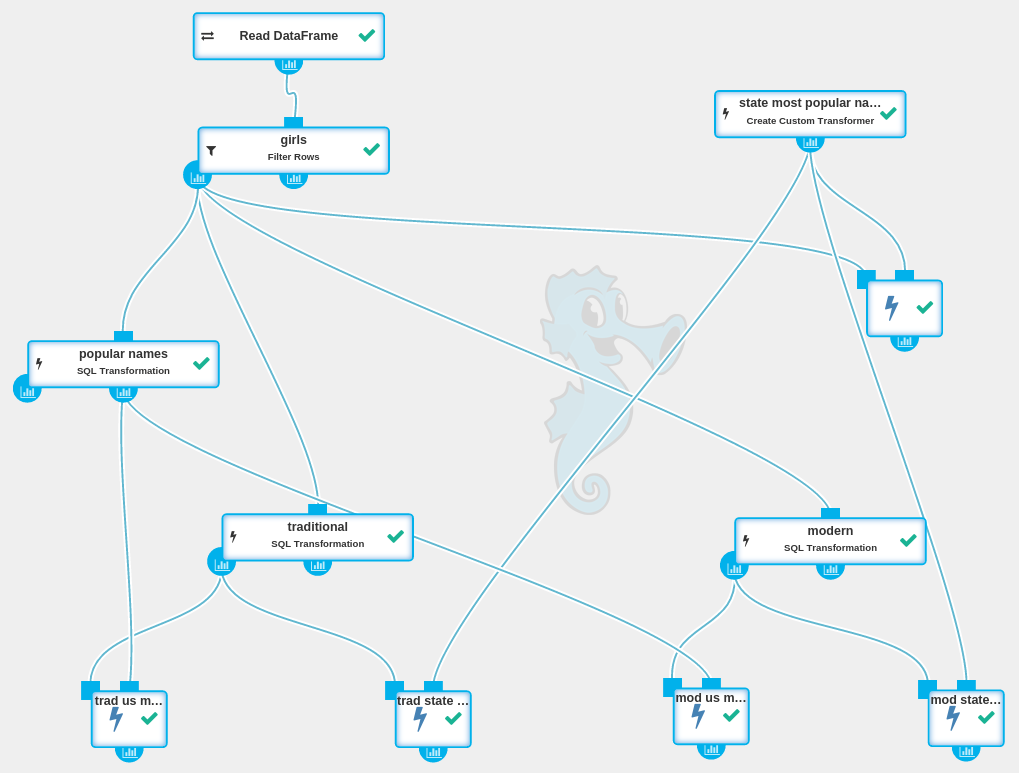 Read DataFrame
state most popular na...
Create Custom Transformer
girls
Filter Rows
popular names
SQL Transformation
traditional
SQL Transformation
modern
SQL Transformation
trad us m...
trad state ...
mod us m...
mod state...